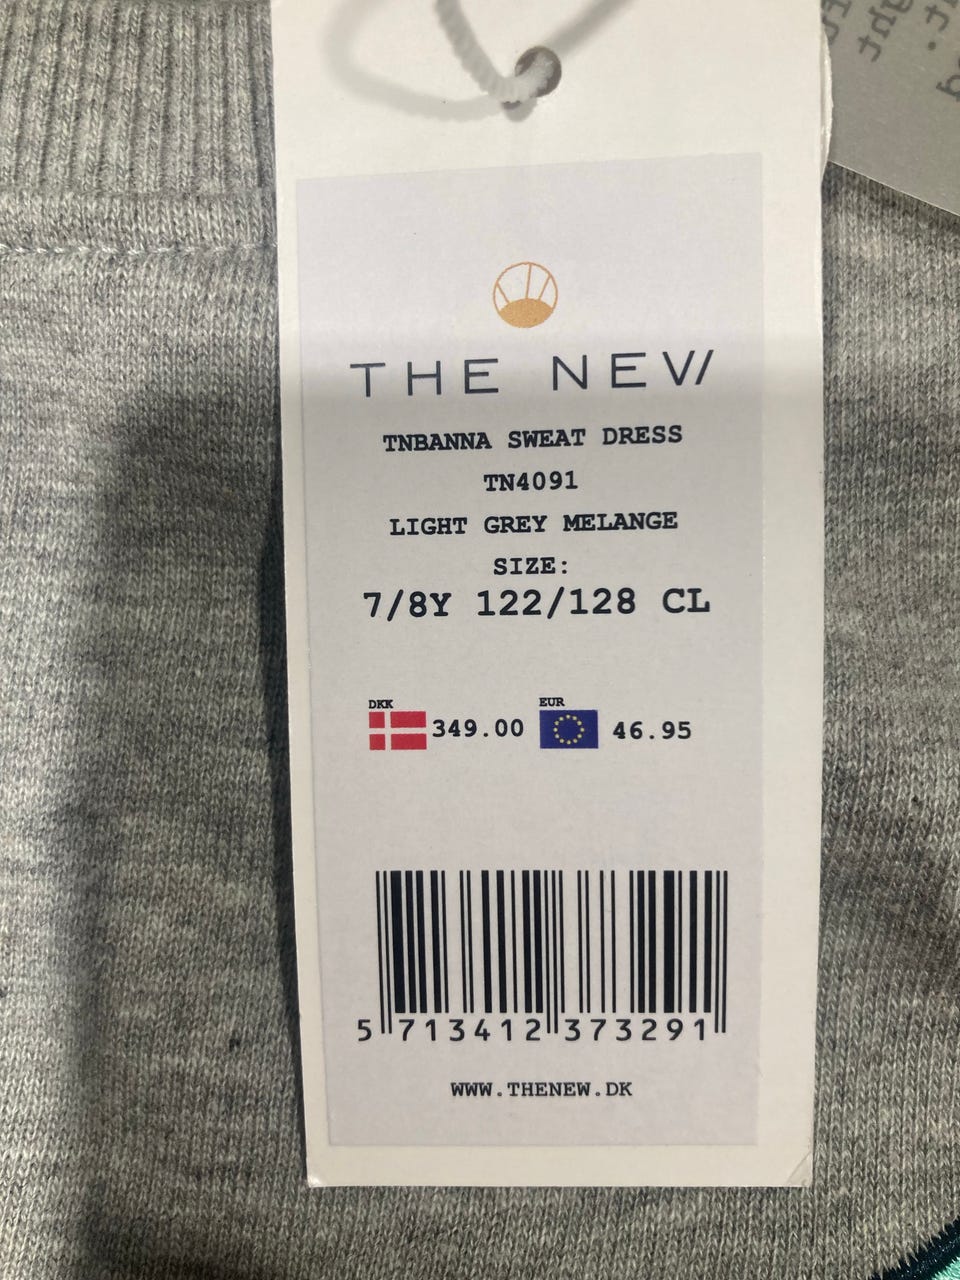 THE NEW
TNBANNA SWEAT DRESS
TN4091
LIGHT GREY MELANGE
SIZE:
7/8Y 122/128 CL
DKK 349.00 EUR 46.95
5 713412 373291
WWW.THENEW.DK